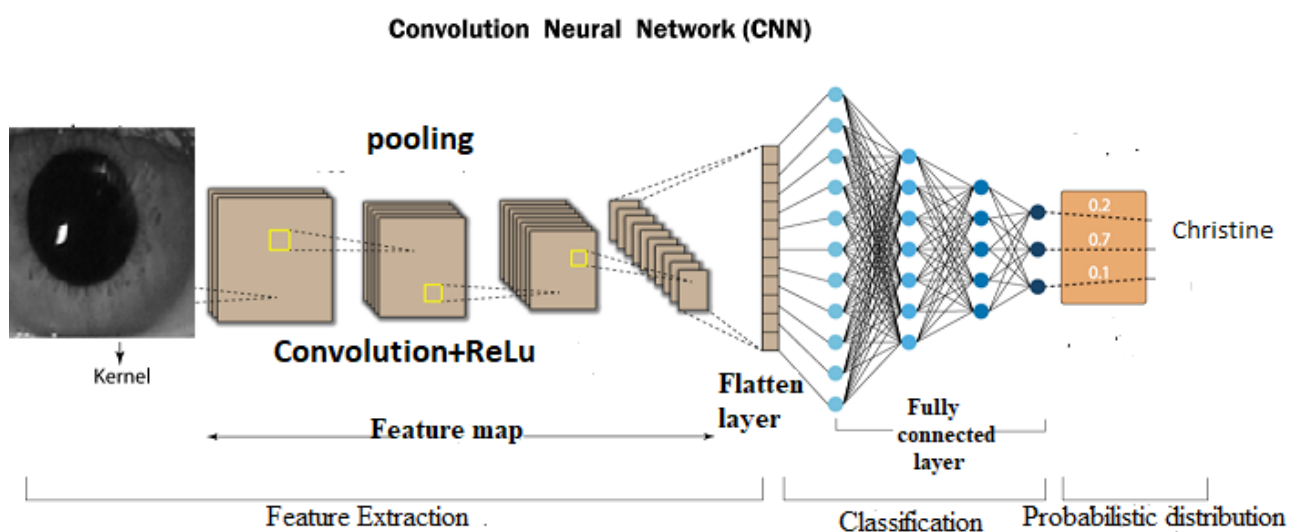 Convolution Neural Network (CNN)
pooling
0.2
Christine
0.7
0.1
Convolution+ReLu
Kernel
Flatten
layer
Feature map
Fully
connected
layer
Feature Extraction
Classification
Probabilistic distribution